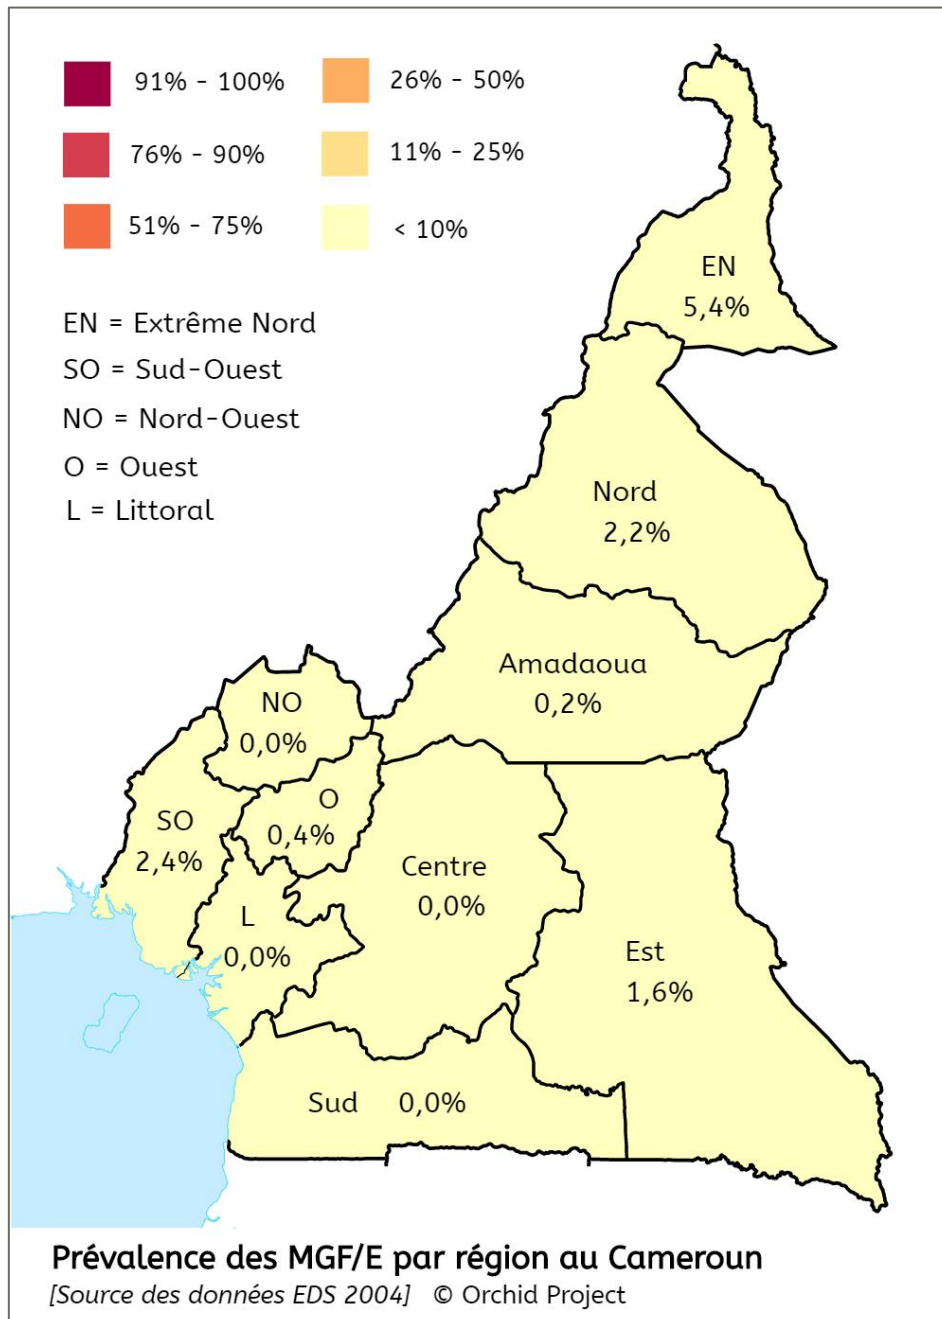 91% - 100%
26% - 50%
76% - 90%
11% - 25%
51% - 75%
< 10%
EN = Extrême Nord
SO = Sud-Ouest
NO = Nord-Ouest
O = Ouest
L = Littoral
EN
5,4%
Nord
2,2%
Amadaoua
0,2%
NO
0,0%
O
0,4%
SO
2,4%
Centre
0,0%
L
0,0%
Est
1,6%
Sud 0,0%
Prévalence des MGF/E par région au Cameroun
[Source des données EDS 2004] © Orchid Project